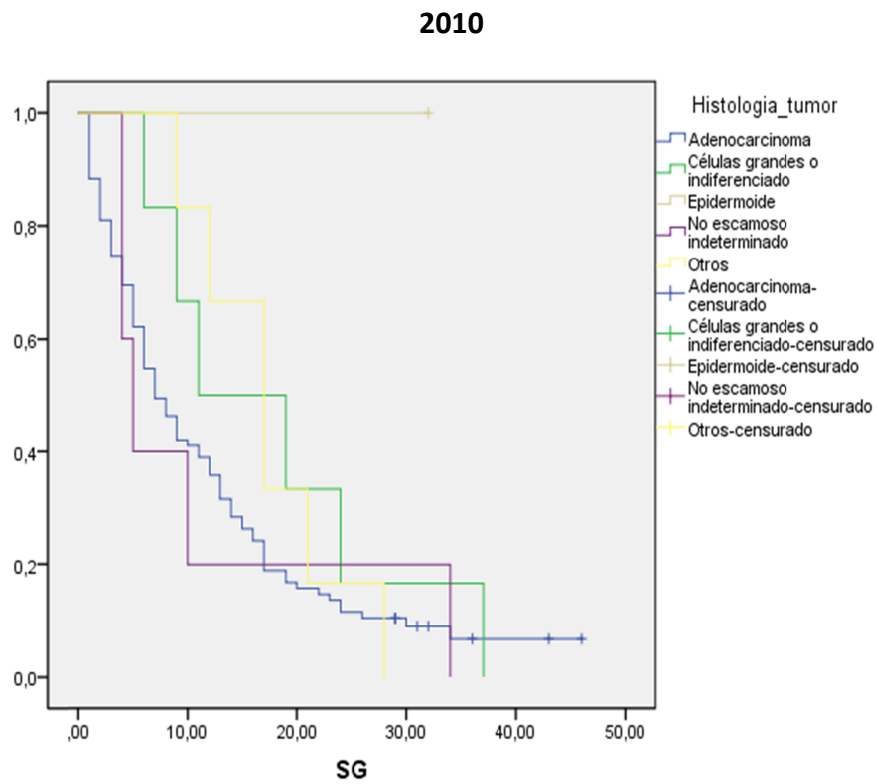 2010
Histologia_tumor
Adenocarcinoma
Células grandes o
indiferenciado
Epidermoide
No escamoso
indeterminado
Otros
Adenocarcinoma-
censurado
Células grandes o
indiferenciado-censurado
Epidermoide-censurado
No escamoso
indeterminado-censurado
Otros-censurado
1,0
0,8
0,6
0,4
0,2
0,0
,00 10,00 20,00 30,00 40,00 50,00
SG